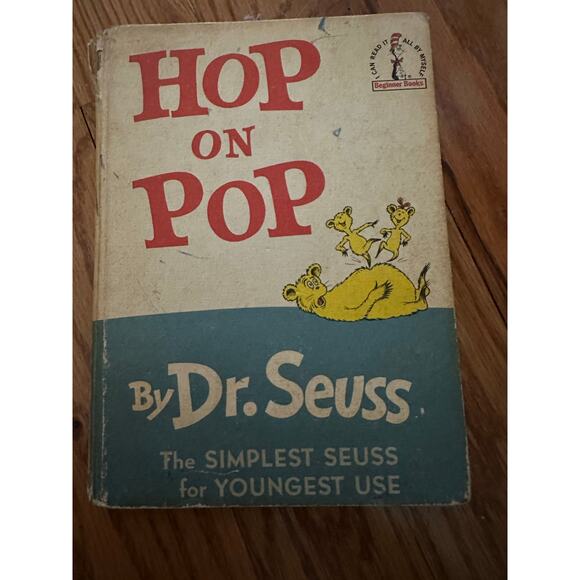 HOP
ON
POP
I CAN READ IT ALL BY MYSELF
Beginner Books
By Dr. Seuss
The SIMPLEST SEUSS
for YOUNGEST USE